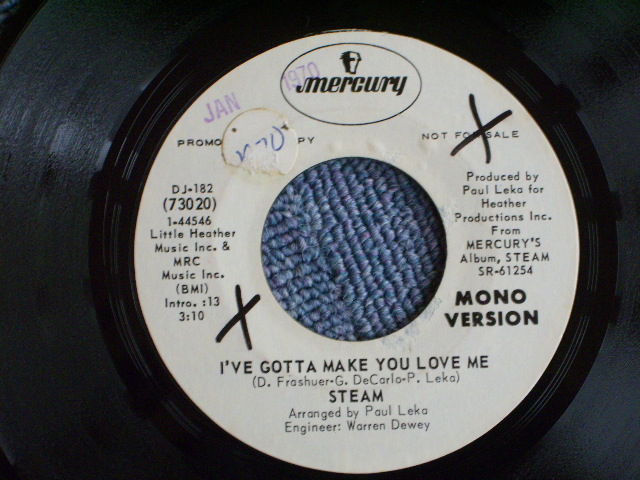 mercury
JAN 1970
PROMO PY
NOT FOR SALE
DJ-182
(73020)
1-44546
Little Heather
Music Inc. &
MRC
Music Inc.
(BMI)
Intro. :13
3:10
Produced by
Paul Leka for
Heather
Productions Inc.
From
MERCURY'S
Album, STEAM
SR-61254
MONO
VERSION
I'VE GOTTA MAKE YOU LOVE ME
(D. Frashuer-G. DeCarlo-P. Leka)
STEAM
Arranged by Paul Leka
Engineer: Warren Dewey